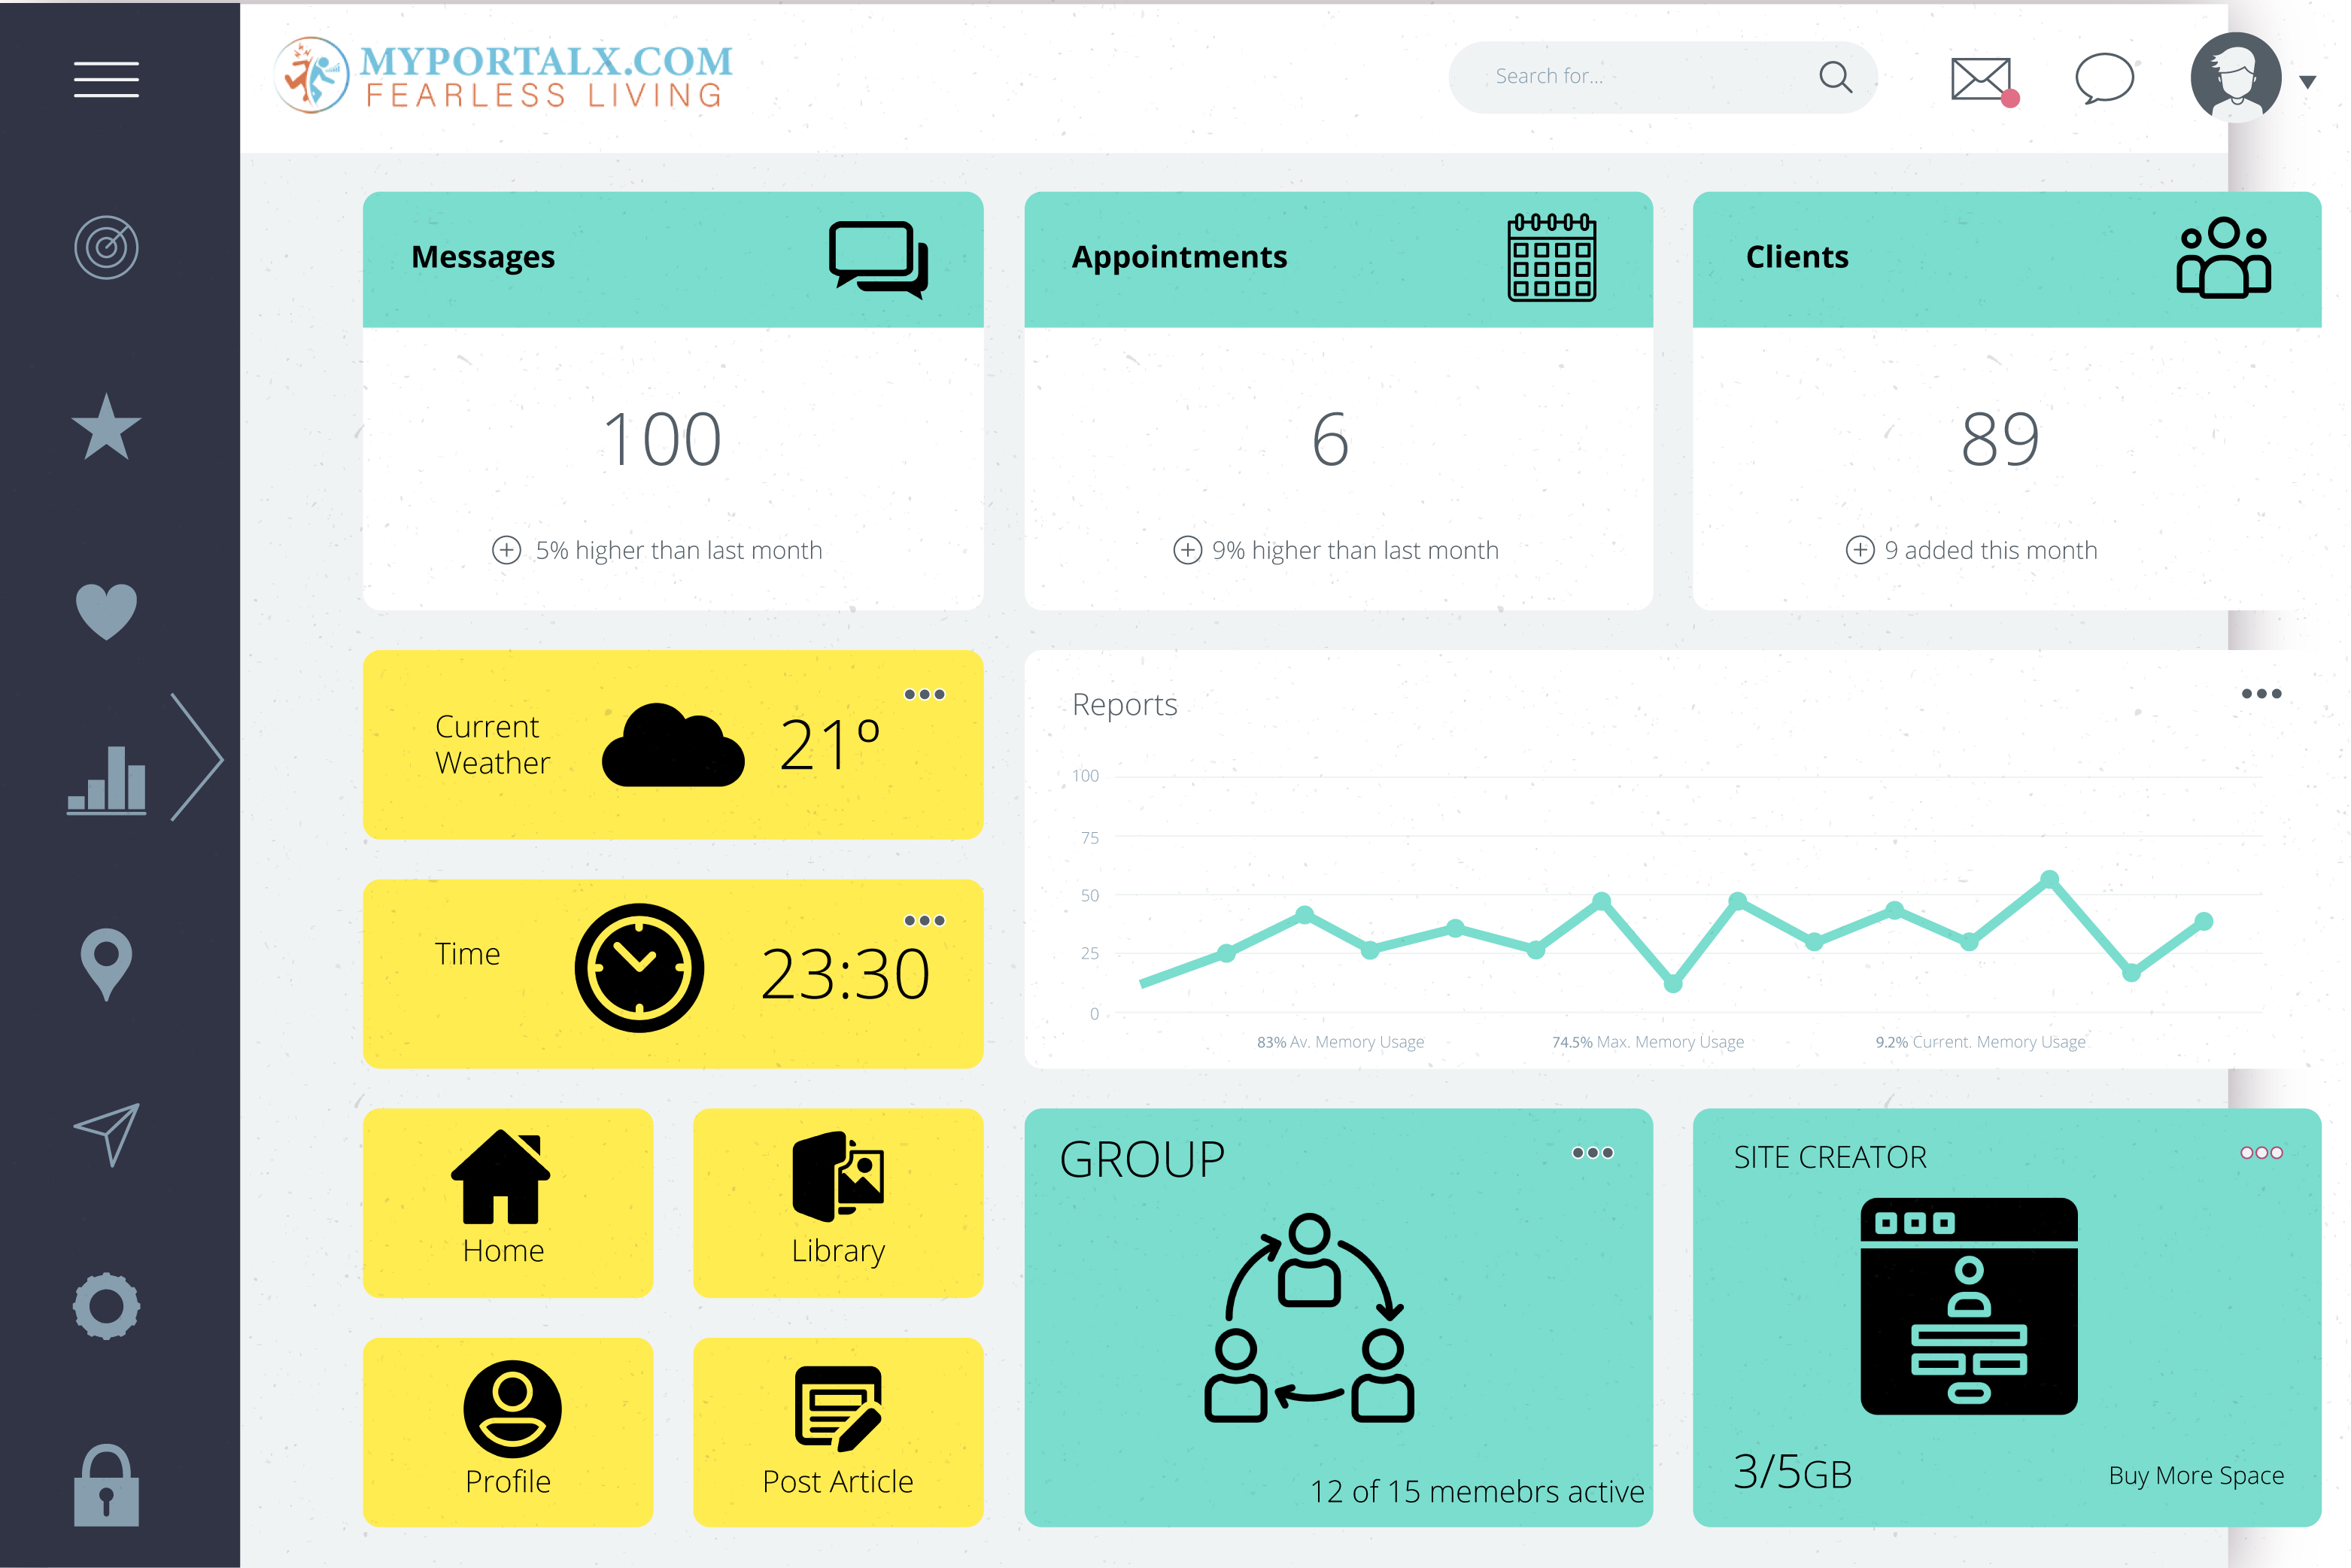 MYPORTALX.COM
FEARLESS LIVING
Search for...
Messages
100
5% higher than last month
Appointments
6
9% higher than last month
Clients
89
9 added this month
Current
Weather
21º
Time
23:30
Reports
100
75
50
25
0
83% Av. Memory Usage
74.5% Max. Memory Usage
9.2% Current. Memory Usage
Home
Library
Profile
Post Article
GROUP
12 of 15 memebrs active
SITE CREATOR
3/5GB
Buy More Space